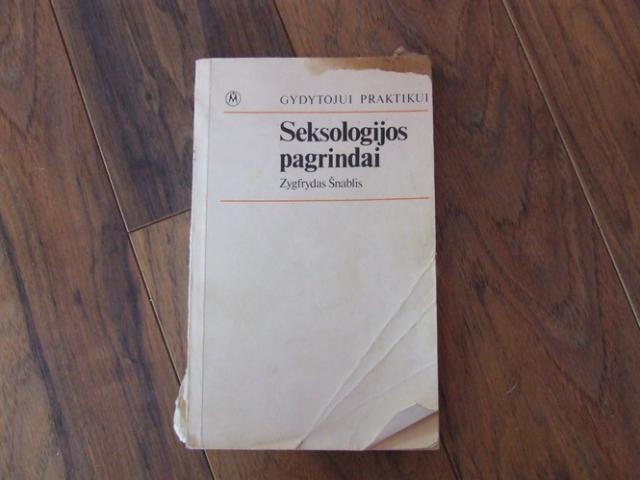 GYDYTOJUI PRAKTIKUI
Seksologijos
pagrindai
Zygfrydas Šnablis